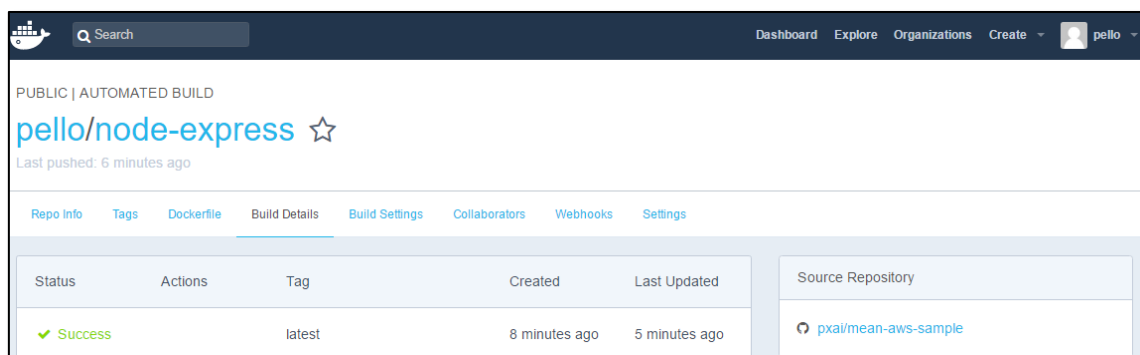 Search
Dashboard Explore Organizations Create pello
PUBLIC | AUTOMATED BUILD
pello/node-express
Last pushed: 6 minutes ago
Repo Info Tags Dockerfile Build Details Build Settings Collaborators Webhooks Settings
Status Actions Tag Created Last Updated
Success latest 8 minutes ago 5 minutes ago
Source Repository
pxai/mean-aws-sample